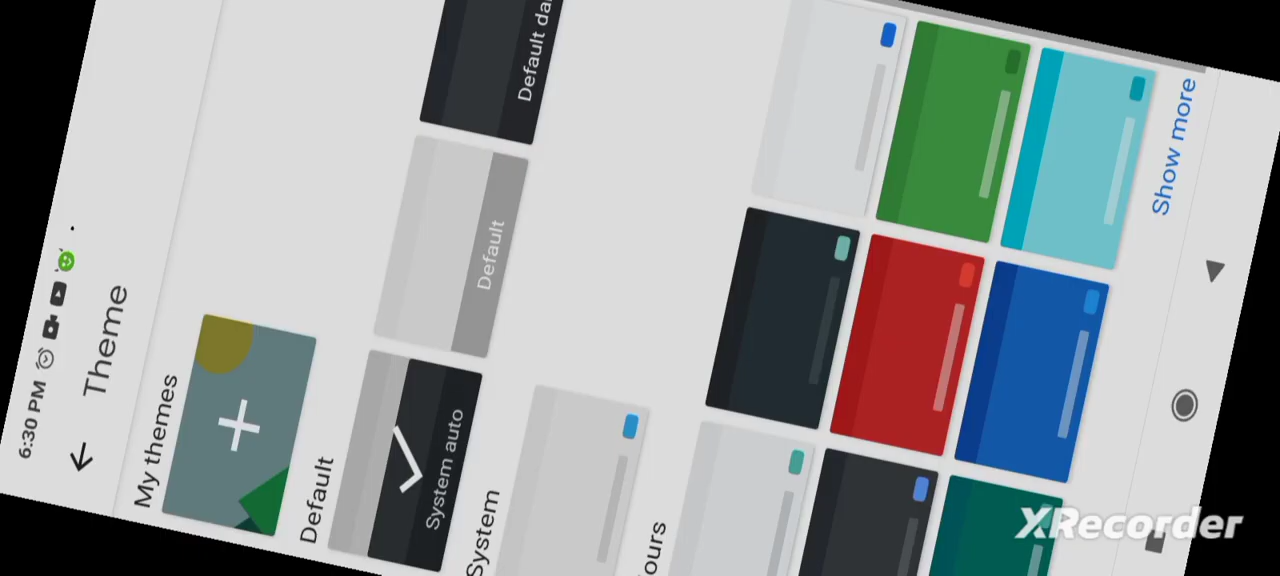 6:30 PM
Theme
My themes
Default
System auto
Default
Default da
System
ours
Show more
XRecorder